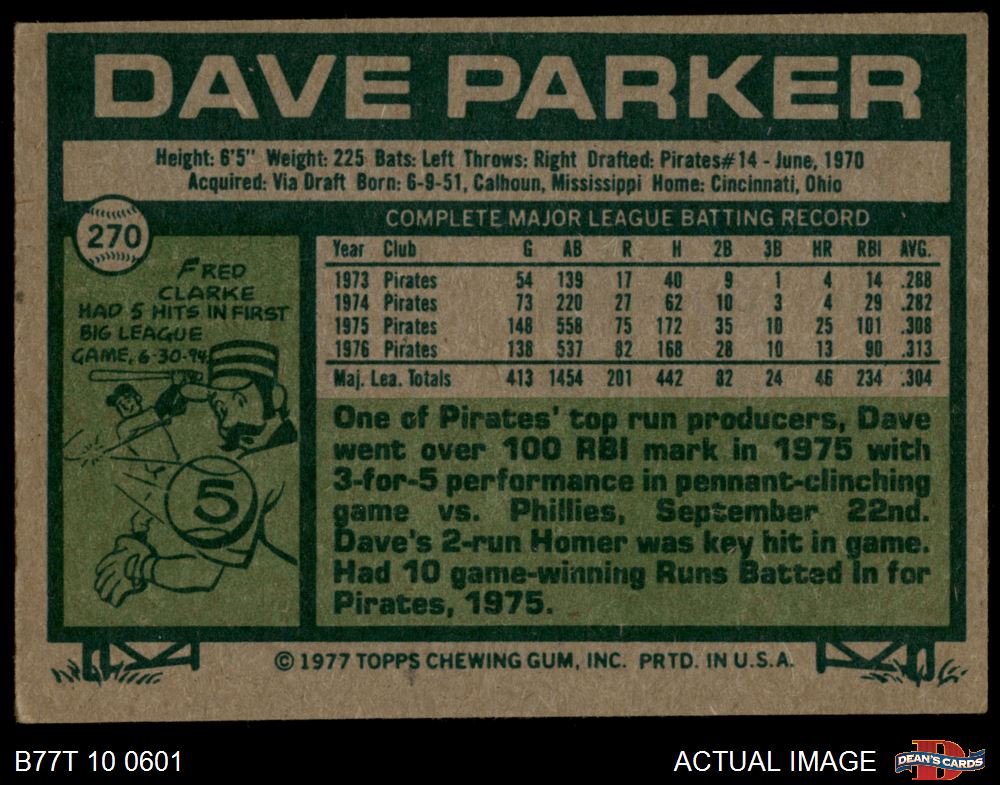 DAVE PARKER
Height: 6'5" Weight: 225 Bats: Left Throws: Right Drafted: Pirates#14 - June, 1970
Acquired: Via Draft Born: 6-9-51, Calhoun, Mississippi Home: Cincinnati, Ohio
270
FRED
CLARKE
HAD 5 HITS IN FIRST
BIG LEAGUE
GAME, 6-30-94
5
COMPLETE MAJOR LEAGUE BATTING RECORD
Year Club G AB R H 2B 3B HR RBI AVG.
1973 Pirates 54 139 17 40 9 1 4 14 .288
1974 Pirates 73 220 27 62 10 3 4 29 .282
1975 Pirates 148 558 75 172 35 10 25 101 .308
1976 Pirates 138 537 82 168 28 10 13 90 .313
Maj. Lea. Totals 413 1454 201 442 82 24 46 234 .304
One of Pirates' top run producers, Dave
went over 100 RBI mark in 1975 with
3-for-5 performance in pennant-clinching
game vs. Phillies, September 22nd.
Dave's 2-run Homer was key hit in game.
Had 10 game-winning Runs Batted In for
Pirates, 1975.
© 1977 TOPPS CHEWING GUM, INC. PRTD. IN U.S.A.
B77T 10 0601
ACTUAL IMAGE
D
DEAN'S CARDS